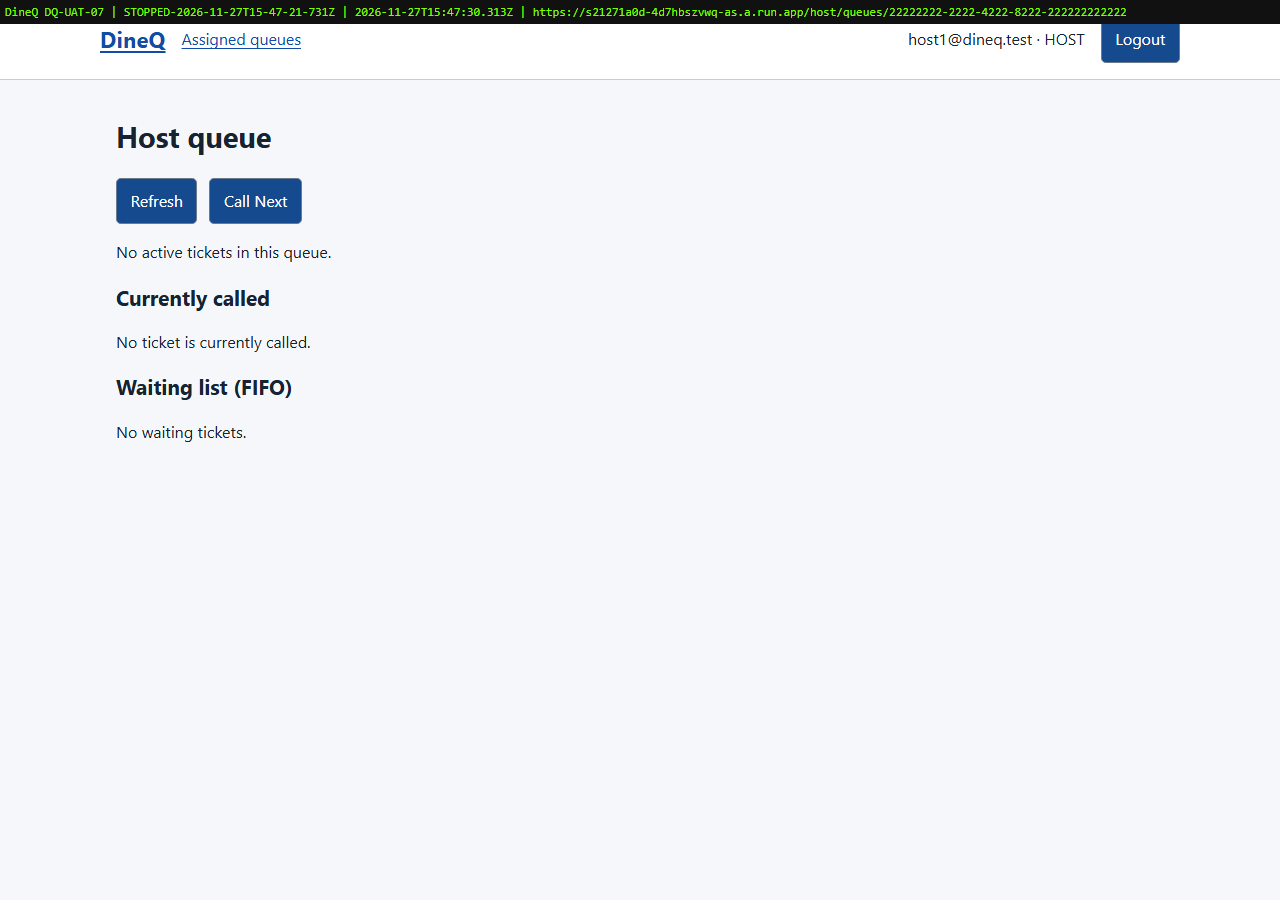 DineQ DQ-UAT-07 | STOPPED-2026-11-27T15-47-21-731Z | 2026-11-27T15:47:30.313Z | https://s21271a0d-4d7hbszvwq-as.a.run.app/host/queues/22222222-2222-4222-8222-222222222222
DineQ Assigned queues host1@dineq.test · HOST Logout
Host queue
Refresh Call Next
No active tickets in this queue.
Currently called
No ticket is currently called.
Waiting list (FIFO)
No waiting tickets.